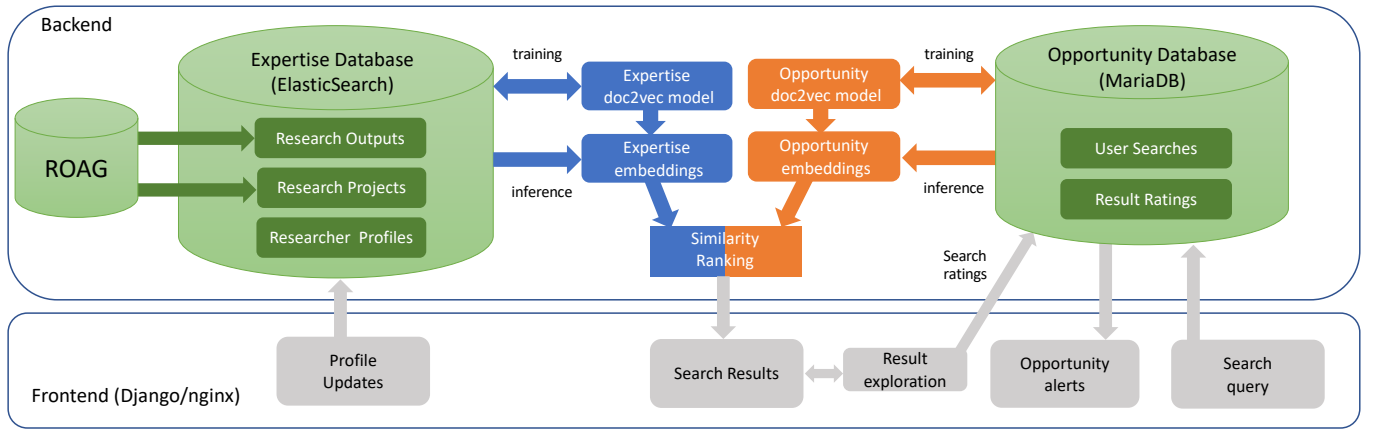 Backend
Expertise Database
(ElasticSearch)
ROAG
Research Outputs
Research Projects
Researcher Profiles
training
inference
Expertise
doc2vec model
Expertise
embeddings
Opportunity
doc2vec model
Opportunity
embeddings
Similarity
Ranking
training
inference
Opportunity Database
(MariaDB)
User Searches
Result Ratings
Search
ratings
Frontend (Django/nginx)
Profile
Updates
Search Results
Result
exploration
Opportunity
alerts
Search
query